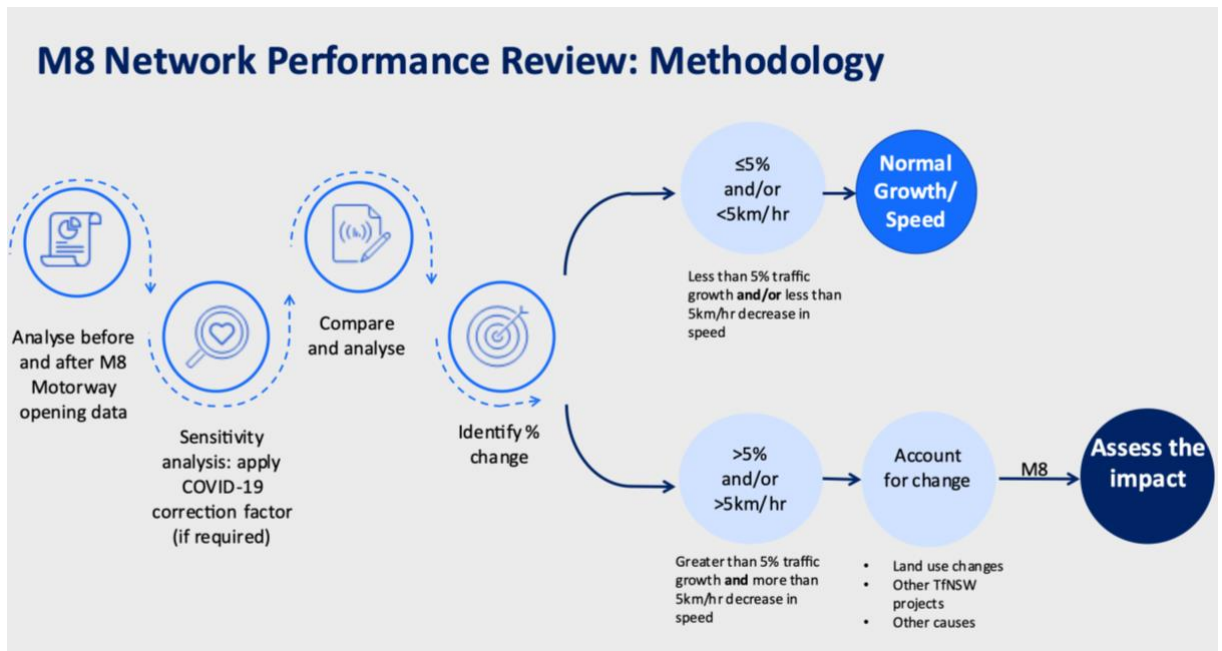 M8 Network Performance Review: Methodology
Analyse before
and after M8
Motorway
opening data
Sensitivity
analysis: apply
COVID-19
correction factor
(if required)
Compare
and analyse
Identify %
change
≤5%
and/or
<5km/hr
Less than 5% traffic
growth and/or less than
5km/hr decrease in
speed
Normal
Growth/
Speed
>5%
and/or
>5km/hr
Greater than 5% traffic
growth and more than
5km/hr decrease in
speed
Account
for change
• Land use changes
• Other TfNSW
projects
• Other causes
M8
Assess the
impact